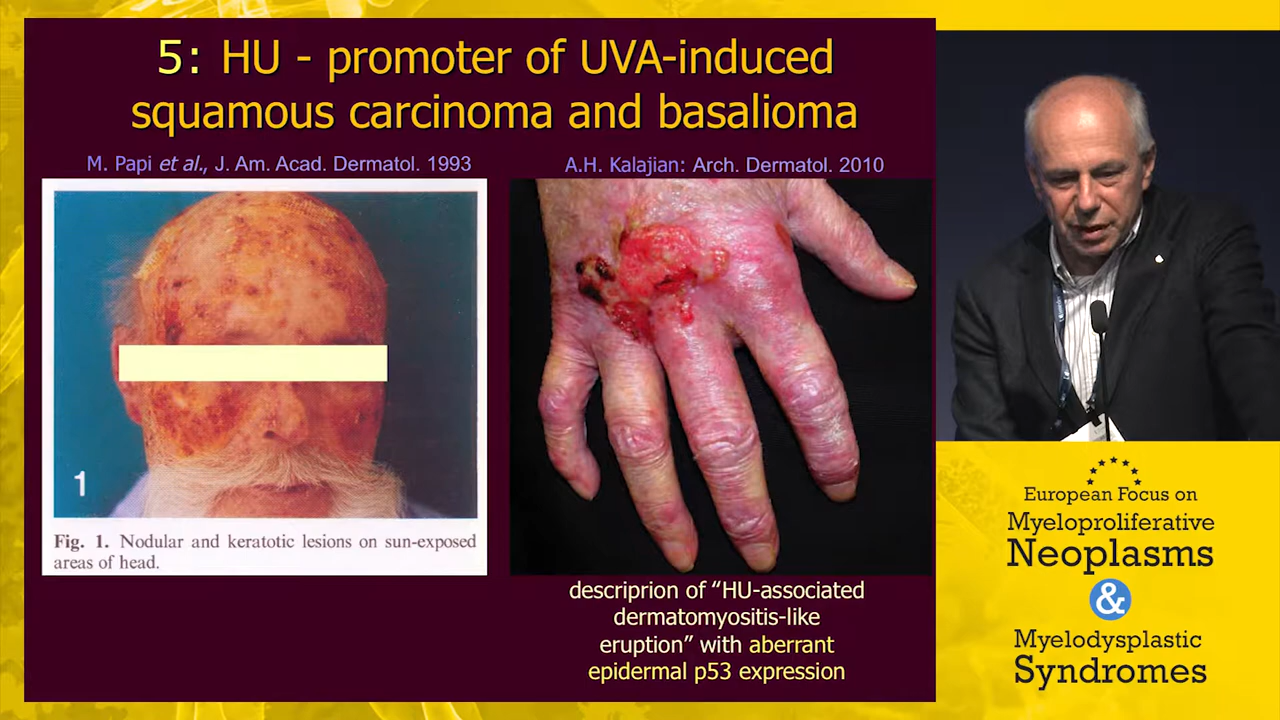 5: HU - promoter of UVA-induced
squamous carcinoma and basalioma
M. Papi et al., J. Am. Acad. Dermatol. 1993
A.H. Kalajian: Arch. Dermatol. 2010
1
Fig. 1. Nodular and keratotic lesions on sun-exposed
areas of head.
descriprion of “HU-associated
dermatomyositis-like
eruption” with aberrant
epidermal p53 expression
European Focus on
Myeloproliferative
Neoplasms
&
Myelodysplastic
Syndromes